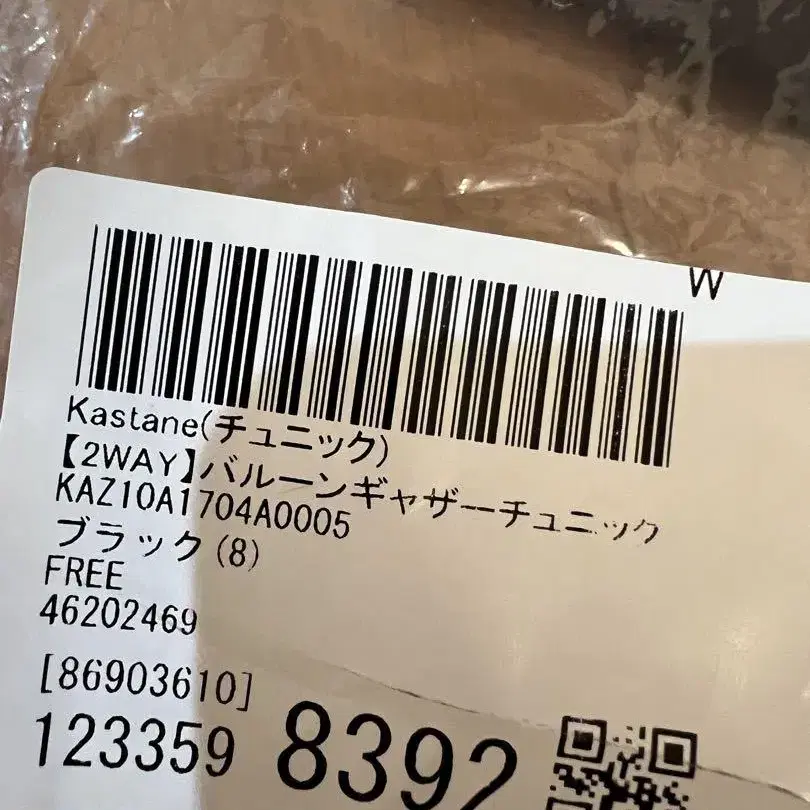 W
Kastane(チュニック)
【2WAY】バルーンギャザーチュニック
KAZ10A1704A0005
ブラック(8)
FREE
46202469
[86903610]
123359 8392